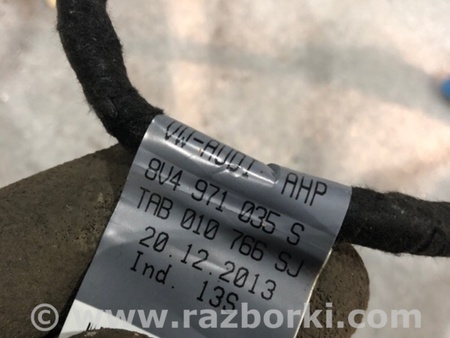 VW-AUDI AHP
8V4 971 035 S
TAB 010 766 SJ
20.12.2013
Ind. 13S
www.razborki.com